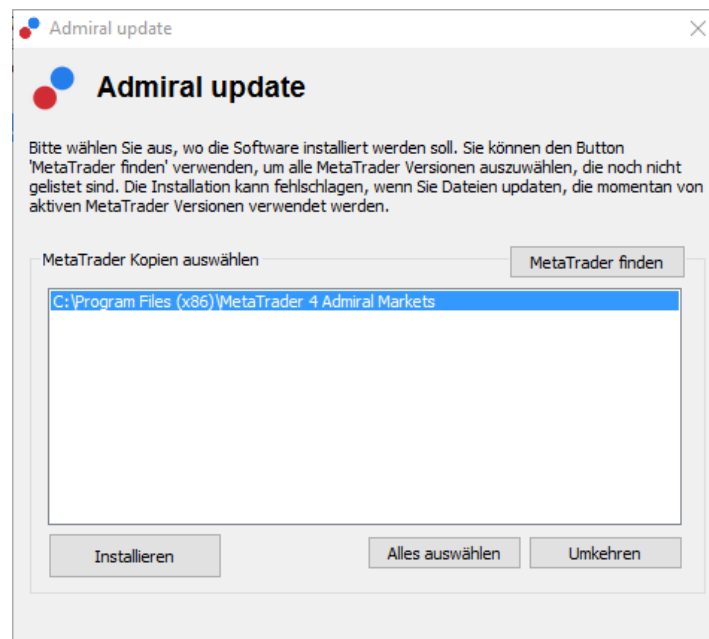 Admiral update
Admiral update
Bitte wählen Sie aus, wo die Software installiert werden soll. Sie können den Button
'MetaTrader finden' verwenden, um alle MetaTrader Versionen auszuwählen, die noch nicht
gelistet sind. Die Installation kann fehlschlagen, wenn Sie Dateien updaten, die momentan von
aktiven MetaTrader Versionen verwendet werden.
MetaTrader Kopien auswählen
MetaTrader finden
C:\Program Files (x86)\MetaTrader 4 Admiral Markets
Installieren
Alles auswählen
Umkehren